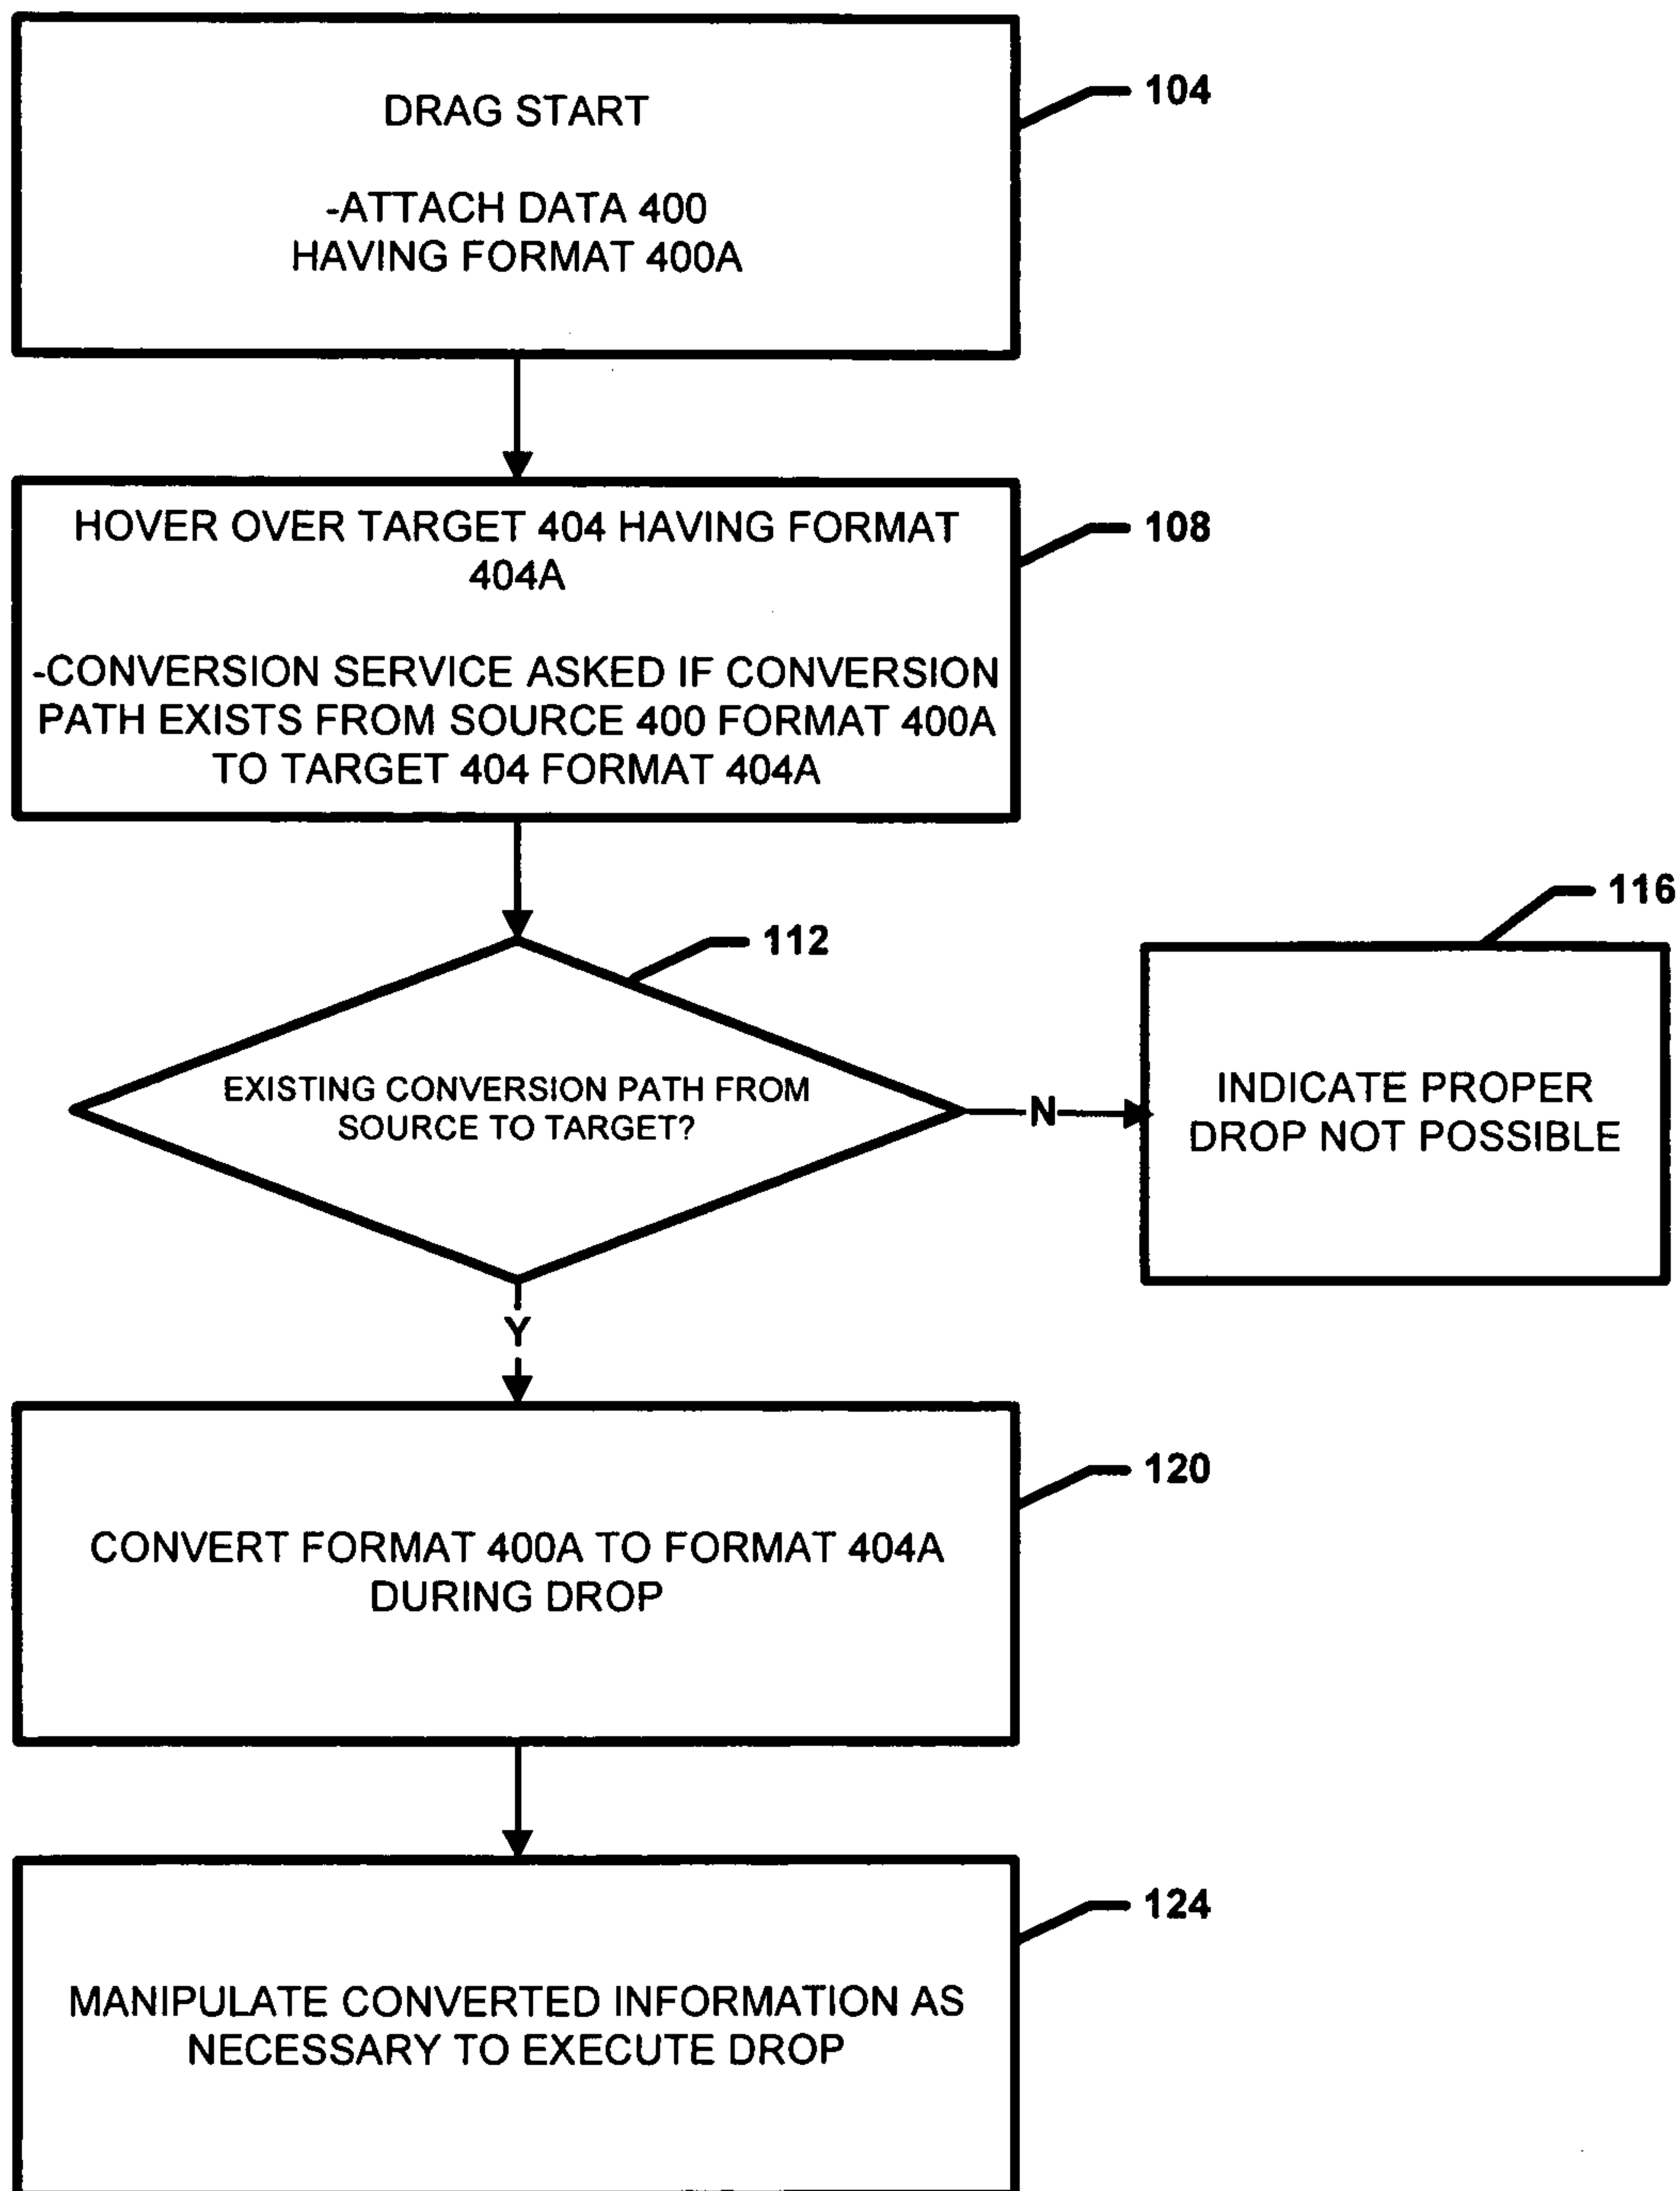 DRAG START
104
-ATTACH DATA 400
HAVING FORMAT 400A
HOVER OVER TARGET 404 HAVING FORMAT
404A
108
-CONVERSION SERVICE ASKED IF CONVERSION
PATH EXISTS FROM SOURCE 400 FORMAT 400A
TO TARGET 404 FORMAT 404A
112
116
EXISTING CONVERSION PATH FROM
SOURCE TO TARGET?
N
INDICATE PROPER
DROP NOT POSSIBLE
Y
120
CONVERT FORMAT 400A TO FORMAT 404A
DURING DROP
124
MANIPULATE CONVERTED INFORMATION AS
NECESSARY TO EXECUTE DROP